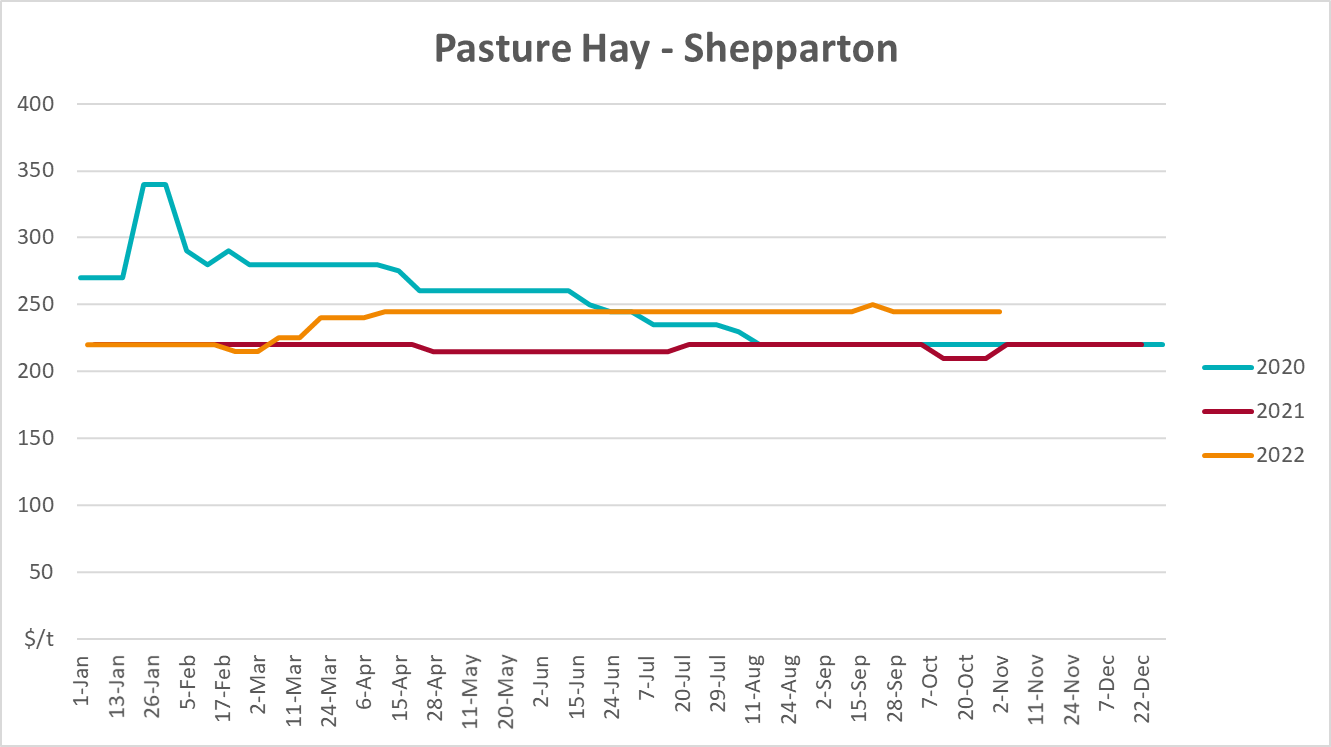 Pasture Hay - Shepparton
400
350
300
250
200
150
100
50
$/t
1-Jan
13-Jan
26-Jan
5-Feb
17-Feb
2-Mar
11-Mar
24-Mar
6-Apr
15-Apr
28-Apr
11-May
20-May
2-Jun
15-Jun
24-Jun
7-Jul
20-Jul
29-Jul
11-Aug
24-Aug
2-Sep
15-Sep
28-Sep
7-Oct
20-Oct
2-Nov
11-Nov
24-Nov
7-Dec
22-Dec
2020
2021
2022